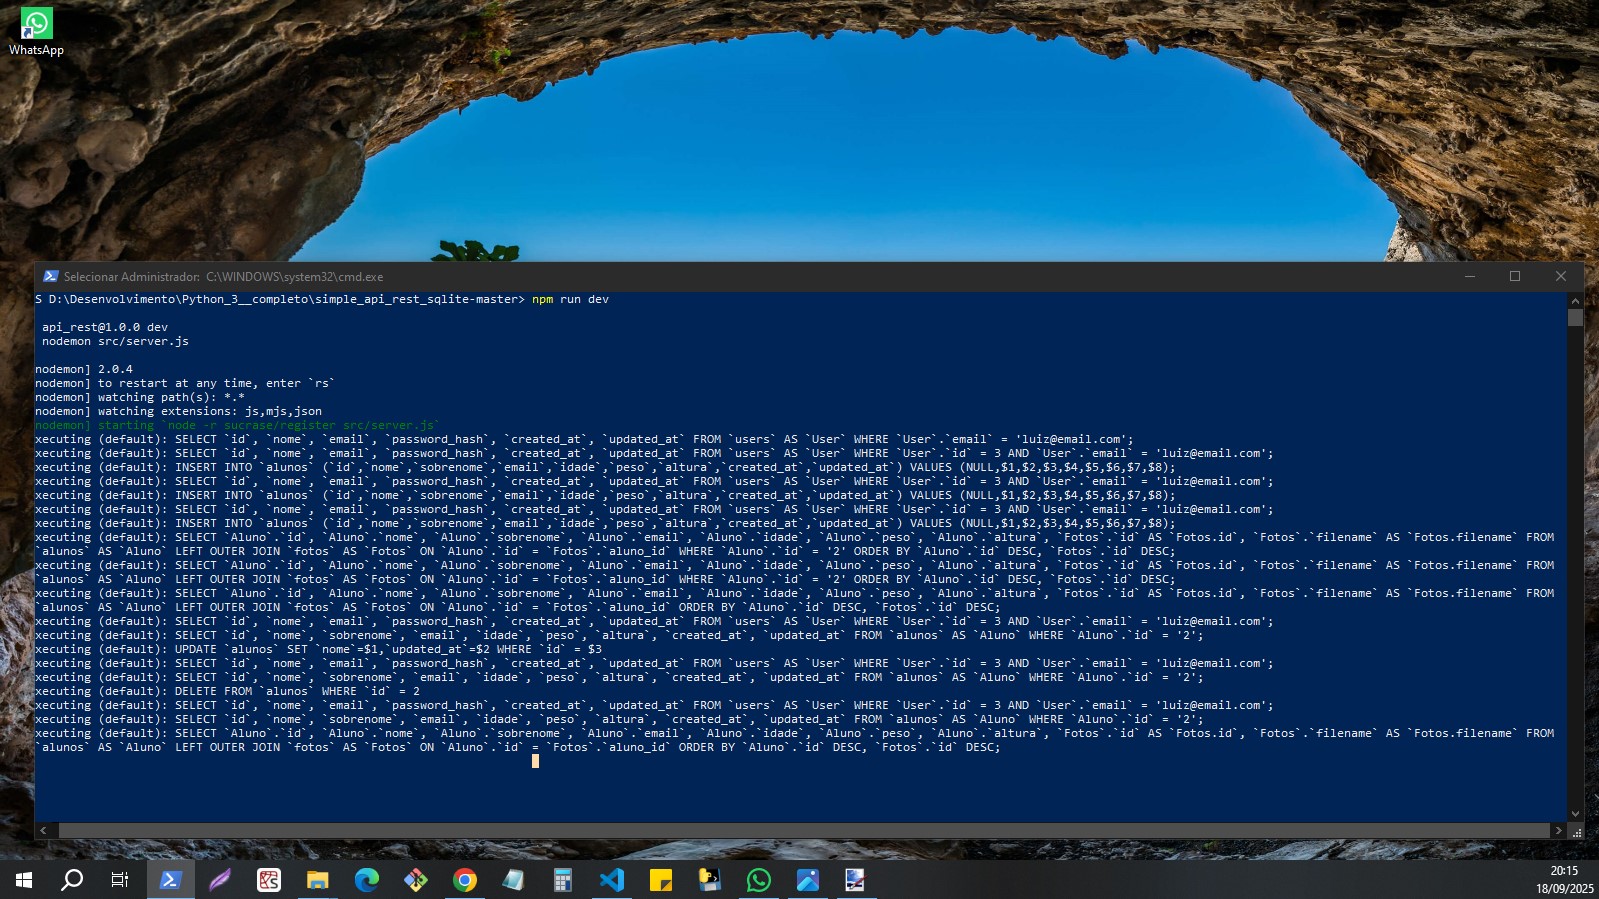 WhatsApp
Selecionar Administrador: C:\WINDOWS\system32\cmd.exe
S D:\Desenvolvimento\Python_3__completo\simple_api_rest_sqlite-master> npm run dev
api_rest@1.0.0 dev
nodemon src/server.js
nodemon] 2.0.4
nodemon] to restart at any time, enter `rs`
nodemon] watching path(s): *.*
nodemon] watching extensions: js,mjs,json
nodemon] starting `node -r sucrase/register src/server.js`
xecuting (default): SELECT `id`, `nome`, `email`, `password_hash`, `created_at`, `updated_at` FROM `users` AS `User` WHERE `User`.`email` = 'luiz@email.com';
xecuting (default): SELECT `id`, `nome`, `email`, `password_hash`, `created_at`, `updated_at` FROM `users` AS `User` WHERE `User`.`id` = 3 AND `User`.`email` = 'luiz@email.com';
xecuting (default): INSERT INTO `alunos` (`id`,`nome`,`sobrenome`,`email`,`idade`,`peso`,`altura`,`created_at`,`updated_at`) VALUES (NULL,$1,$2,$3,$4,$5,$6,$7,$8);
xecuting (default): SELECT `id`, `nome`, `email`, `password_hash`, `created_at`, `updated_at` FROM `users` AS `User` WHERE `User`.`id` = 3 AND `User`.`email` = 'luiz@email.com';
xecuting (default): INSERT INTO `alunos` (`id`,`nome`,`sobrenome`,`email`,`idade`,`peso`,`altura`,`created_at`,`updated_at`) VALUES (NULL,$1,$2,$3,$4,$5,$6,$7,$8);
xecuting (default): SELECT `id`, `nome`, `email`, `password_hash`, `created_at`, `updated_at` FROM `users` AS `User` WHERE `User`.`id` = 3 AND `User`.`email` = 'luiz@email.com';
xecuting (default): INSERT INTO `alunos` (`id`,`nome`,`sobrenome`,`email`,`idade`,`peso`,`altura`,`created_at`,`updated_at`) VALUES (NULL,$1,$2,$3,$4,$5,$6,$7,$8);
xecuting (default): SELECT `Aluno`.`id`, `Aluno`.`nome`, `Aluno`.`sobrenome`, `Aluno`.`email`, `Aluno`.`idade`, `Aluno`.`peso`, `Aluno`.`altura`, `Fotos`.`id` AS `Fotos.id`, `Fotos`.`filename` AS `Fotos.filename` FROM
`alunos` AS `Aluno` LEFT OUTER JOIN `fotos` AS `Fotos` ON `Aluno`.`id` = `Fotos`.`aluno_id` WHERE `Aluno`.`id` = '2' ORDER BY `Aluno`.`id` DESC, `Fotos`.`id` DESC;
xecuting (default): SELECT `Aluno`.`id`, `Aluno`.`nome`, `Aluno`.`sobrenome`, `Aluno`.`email`, `Aluno`.`idade`, `Aluno`.`peso`, `Aluno`.`altura`, `Fotos`.`id` AS `Fotos.id`, `Fotos`.`filename` AS `Fotos.filename` FROM
`alunos` AS `Aluno` LEFT OUTER JOIN `fotos` AS `Fotos` ON `Aluno`.`id` = `Fotos`.`aluno_id` WHERE `Aluno`.`id` = '2' ORDER BY `Aluno`.`id` DESC, `Fotos`.`id` DESC;
xecuting (default): SELECT `Aluno`.`id`, `Aluno`.`nome`, `Aluno`.`sobrenome`, `Aluno`.`email`, `Aluno`.`idade`, `Aluno`.`peso`, `Aluno`.`altura`, `Fotos`.`id` AS `Fotos.id`, `Fotos`.`filename` AS `Fotos.filename` FROM
`alunos` AS `Aluno` LEFT OUTER JOIN `fotos` AS `Fotos` ON `Aluno`.`id` = `Fotos`.`aluno_id` ORDER BY `Aluno`.`id` DESC, `Fotos`.`id` DESC;
xecuting (default): SELECT `id`, `nome`, `email`, `password_hash`, `created_at`, `updated_at` FROM `users` AS `User` WHERE `User`.`id` = 3 AND `User`.`email` = 'luiz@email.com';
xecuting (default): SELECT `id`, `nome`, `sobrenome`, `email`, `idade`, `peso`, `altura`, `created_at`, `updated_at` FROM `alunos` AS `Aluno` WHERE `Aluno`.`id` = '2';
xecuting (default): UPDATE `alunos` SET `nome`=$1,`updated_at`=$2 WHERE `id` = $3
xecuting (default): SELECT `id`, `nome`, `email`, `password_hash`, `created_at`, `updated_at` FROM `users` AS `User` WHERE `User`.`id` = 3 AND `User`.`email` = 'luiz@email.com';
xecuting (default): SELECT `id`, `nome`, `sobrenome`, `email`, `idade`, `peso`, `altura`, `created_at`, `updated_at` FROM `alunos` AS `Aluno` WHERE `Aluno`.`id` = '2';
xecuting (default): DELETE FROM `alunos` WHERE `id` = 2
xecuting (default): SELECT `id`, `nome`, `email`, `password_hash`, `created_at`, `updated_at` FROM `users` AS `User` WHERE `User`.`id` = 3 AND `User`.`email` = 'luiz@email.com';
xecuting (default): SELECT `id`, `nome`, `sobrenome`, `email`, `idade`, `peso`, `altura`, `created_at`, `updated_at` FROM `alunos` AS `Aluno` WHERE `Aluno`.`id` = '2';
xecuting (default): SELECT `Aluno`.`id`, `Aluno`.`nome`, `Aluno`.`sobrenome`, `Aluno`.`email`, `Aluno`.`idade`, `Aluno`.`peso`, `Aluno`.`altura`, `Fotos`.`id` AS `Fotos.id`, `Fotos`.`filename` AS `Fotos.filename` FROM
`alunos` AS `Aluno` LEFT OUTER JOIN `fotos` AS `Fotos` ON `Aluno`.`id` = `Fotos`.`aluno_id` ORDER BY `Aluno`.`id` DESC, `Fotos`.`id` DESC;
20:15
18/09/2025